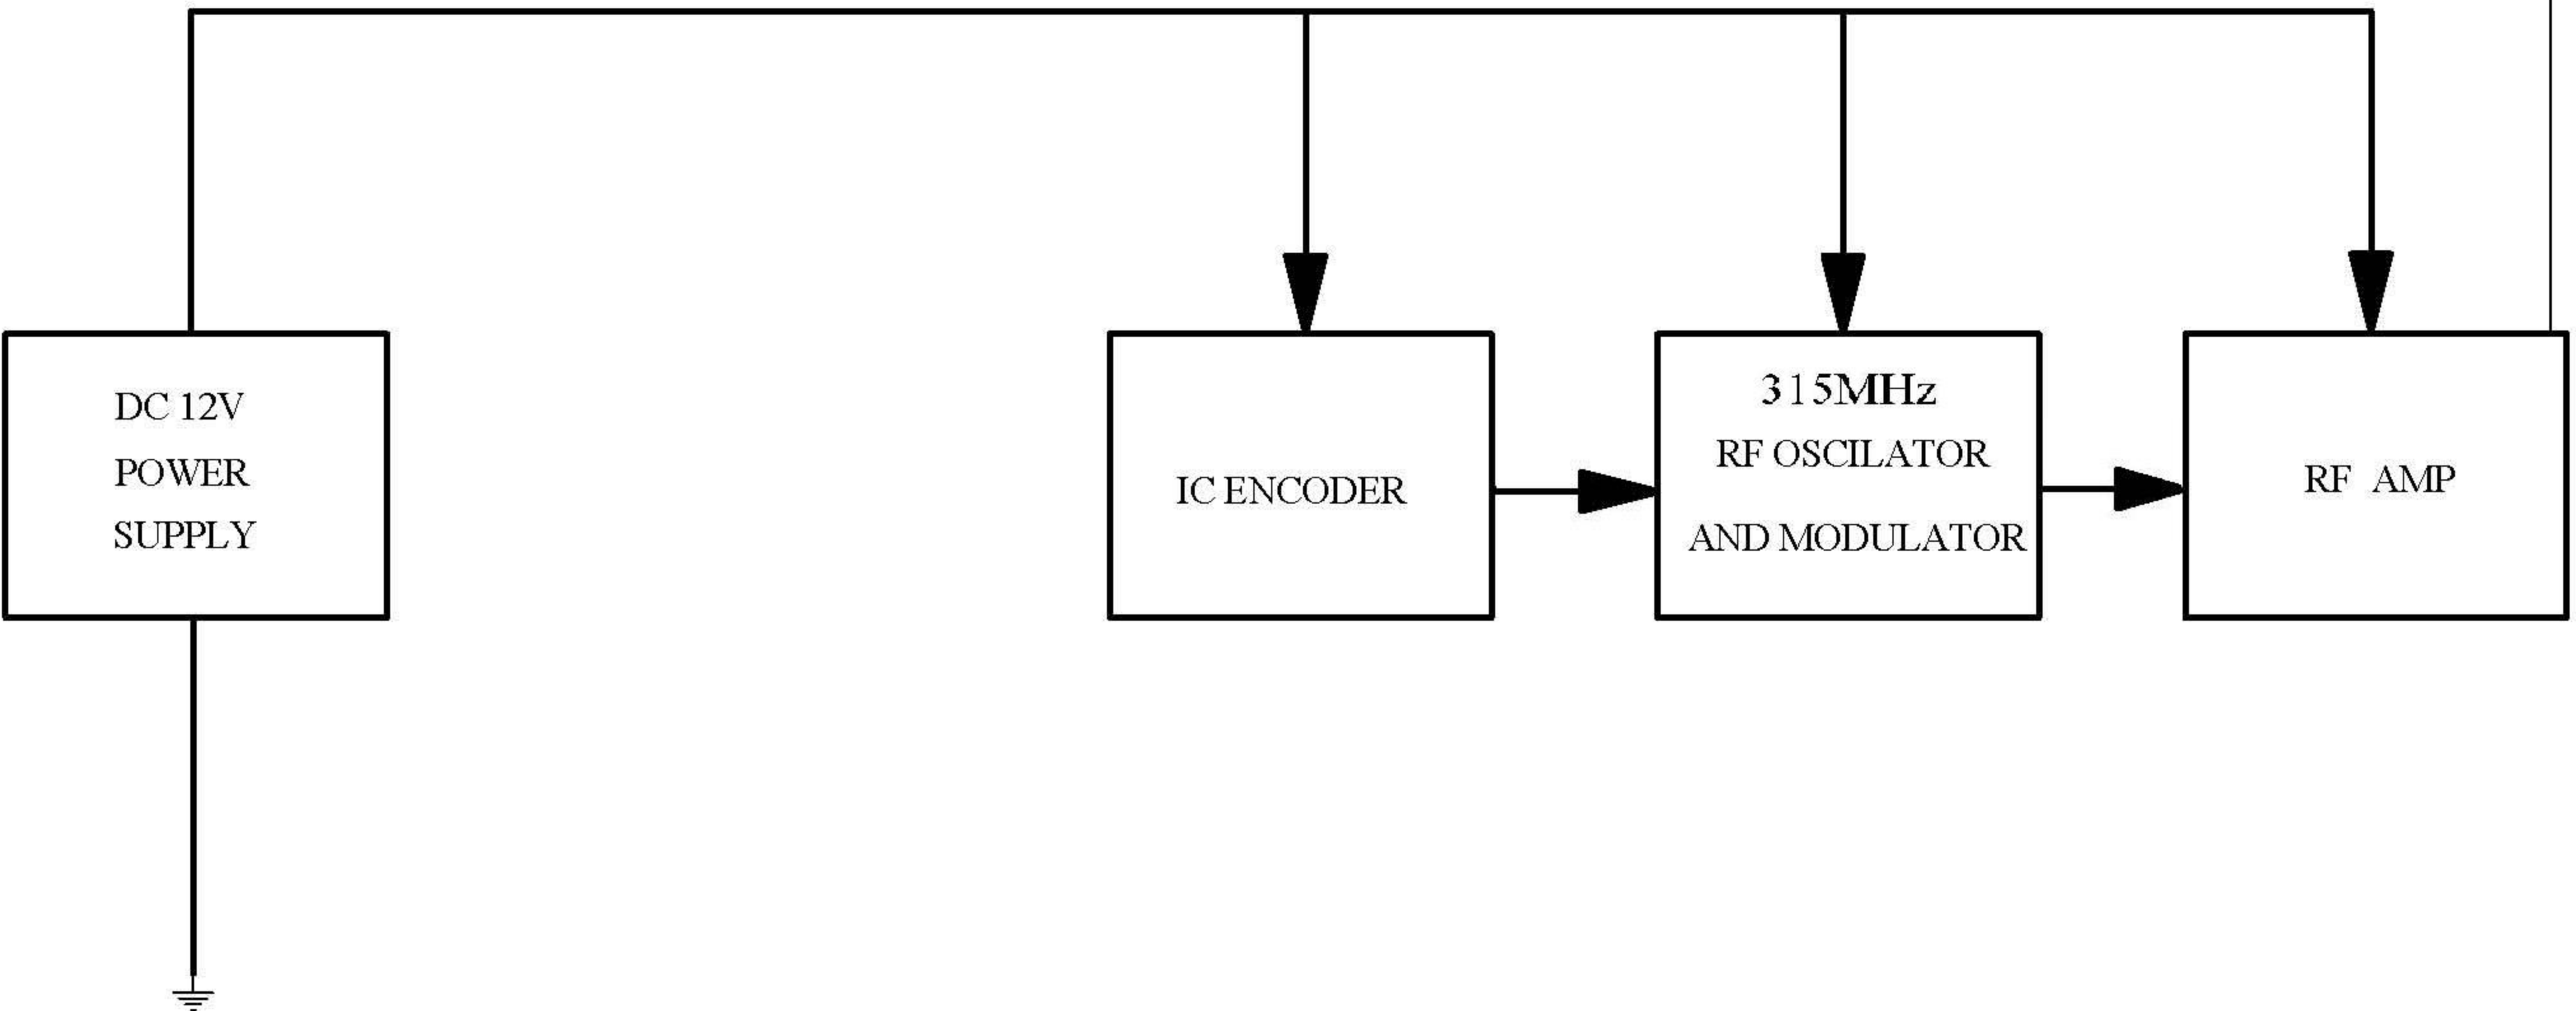 DC 12V
POWER
SUPPLY
IC ENCODER
315MHz
RF OSCILATOR
AND MODULATOR
RF AMP